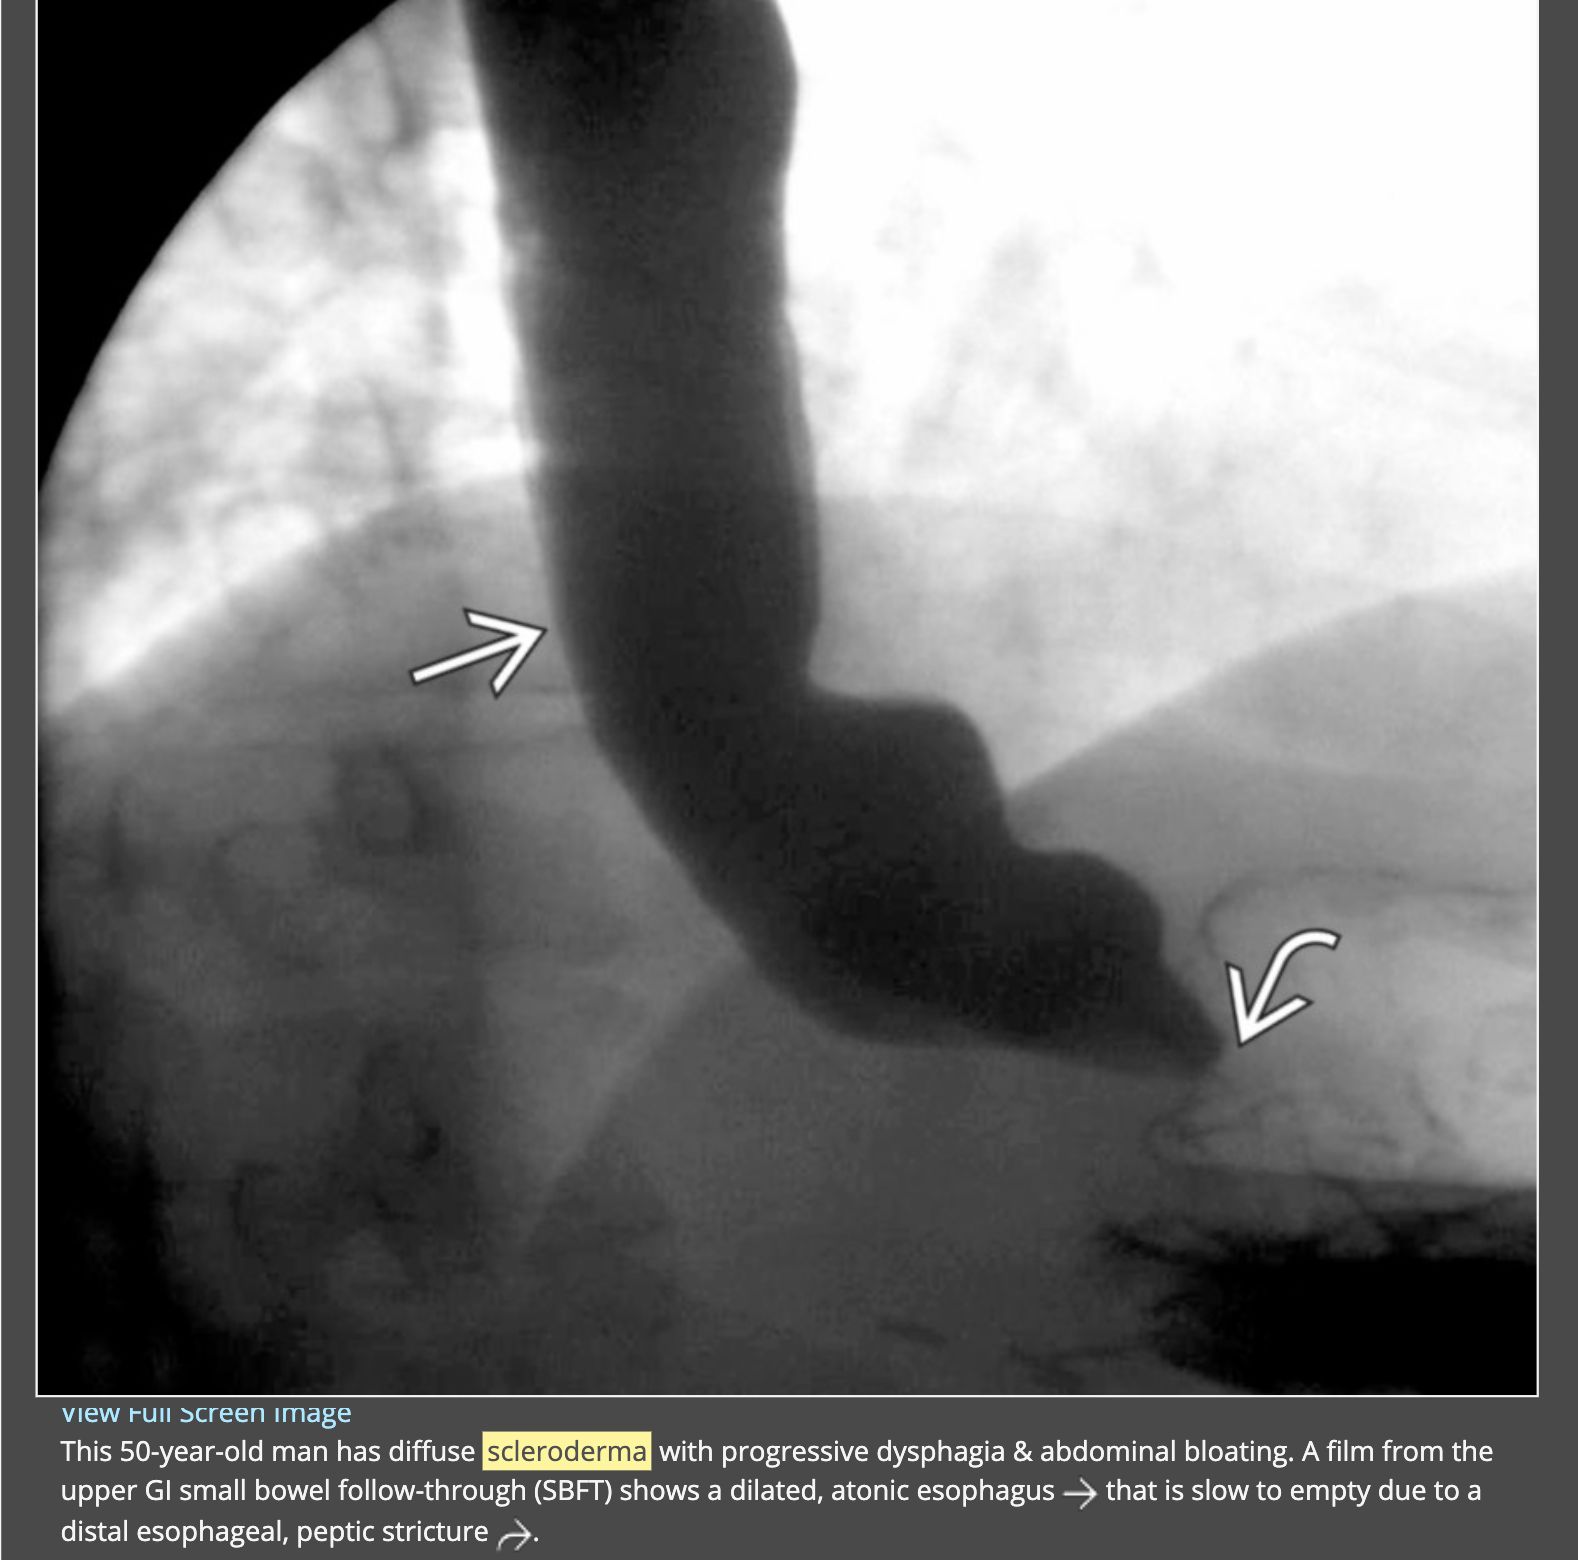 View Full Screen Image
This 50-year-old man has diffuse scleroderma with progressive dysphagia & abdominal bloating. A film from the
upper GI small bowel follow-through (SBFT) shows a dilated, atonic esophagus → that is slow to empty due to a
distal esophageal, peptic stricture ↷.